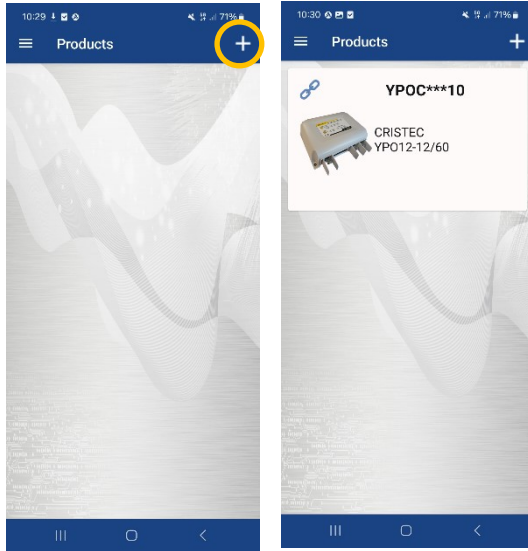 10:29
71%
Products
10:30
71%
Products
YPOC***10
CRISTEC
YPO12-12/60